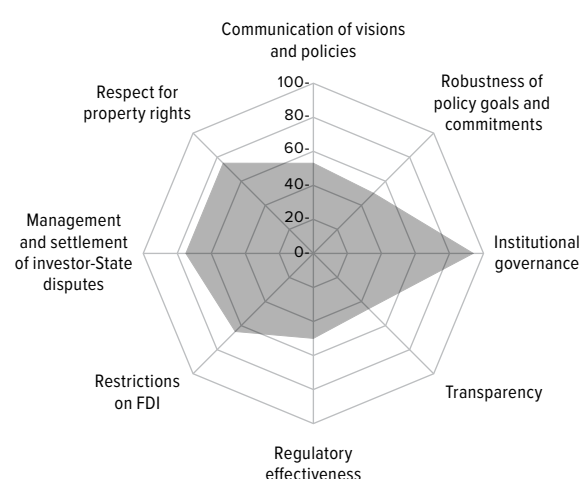 Communication of visions
and policies
Robustness of
policy goals and
commitments
Institutional
governance
Transparency
Regulatory
effectiveness
Restrictions
on FDI
Management
and settlement
of investor-State
disputes
Respect for
property rights
100-
80-
60-
40-
20-
0-